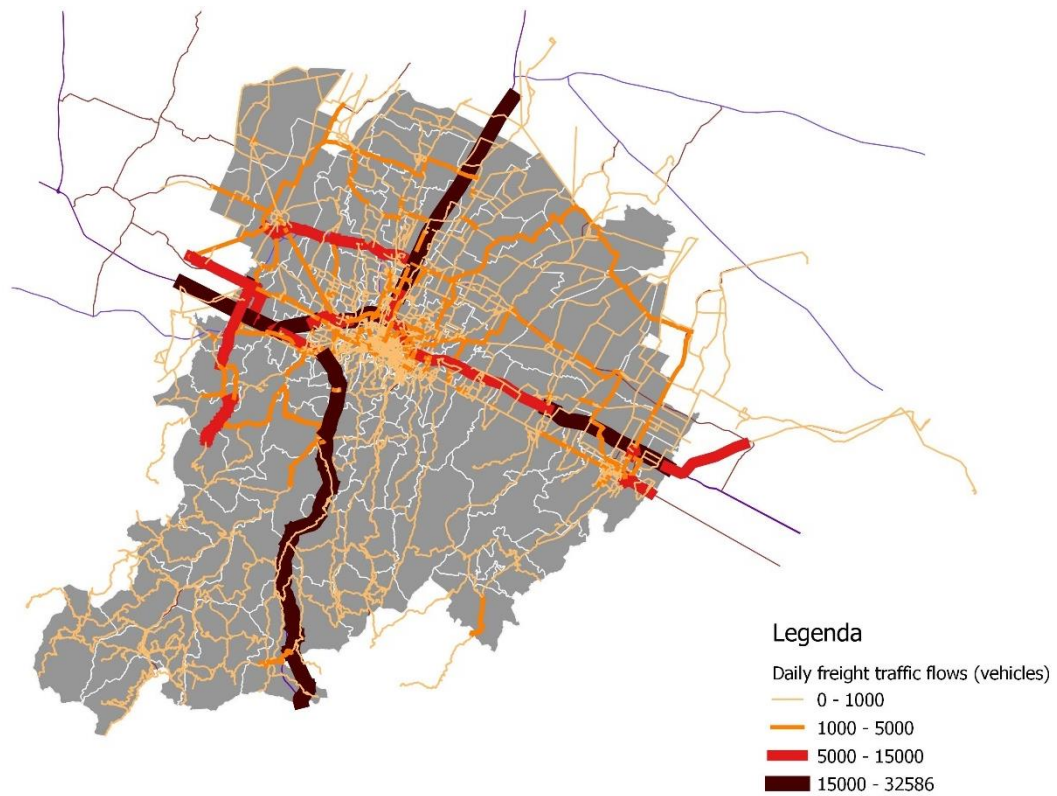 Legenda
Daily freight traffic flows (vehicles)
0 - 1000
1000 - 5000
5000 - 15000
15000 - 32586